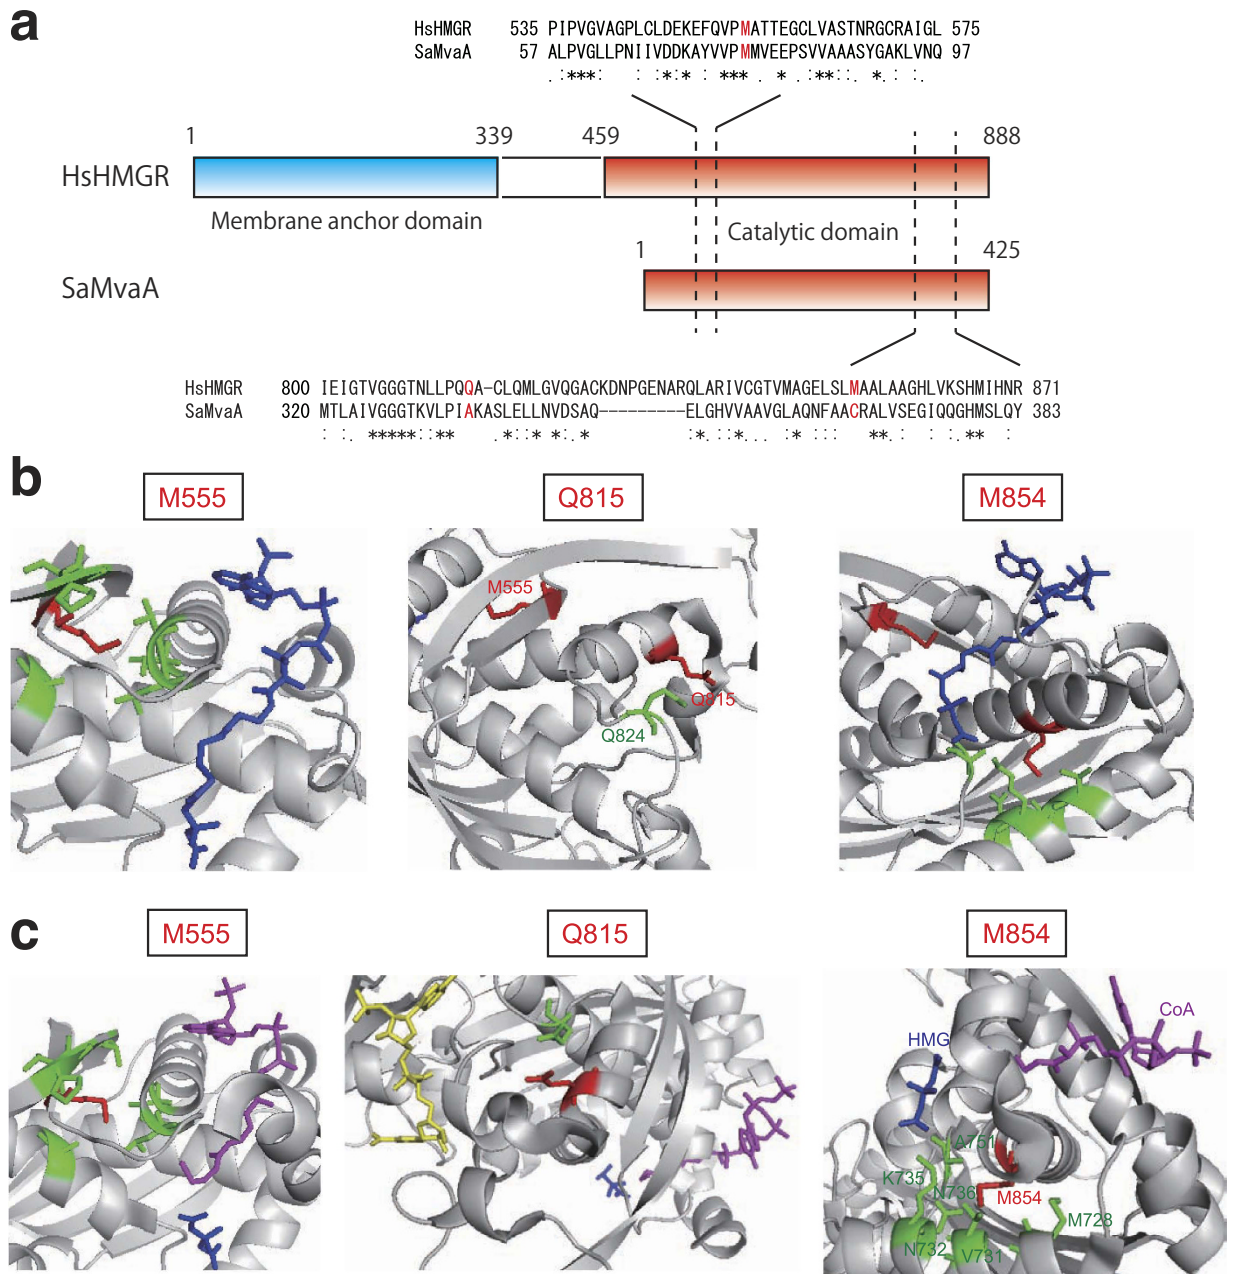 a
HsHMGR 535 PIPVGVAGPLCLDEKEFQVPMATTEGCLVASTNRGCRAIGL 575
SaMvaA 57 ALPVGLLPNIIVDDKAYVVPMMVEEPSVVAAASYGAKLVNQ 97
.:***: : :*:* :. ***. . * :**:. *.: :.
1 339 459 888
HsHMGR
Membrane anchor domain
Catalytic domain
1 425
SaMvaA
HsHMGR 800 IEIGTVGGGTNLLPQQA-CLQMLGVQGACKDNPGENARQLARIVCGTVMAGELSLMAALAAGHLVKSHMIHNR 871
SaMvaA 320 MTLAIVGGGTKVLPIAKASLELLNVDSAQ---------ELGHVVAAVGLAQNFAACRALVSEGIQQGHMSLQY 383
: :. *****::** .*::* *:.* :*.::*... :* ::: **. : :.** :
b
M555 Q815 M854
M555
Q815
Q824
c
M555 Q815 M854
CoA
HMG
A751
K735
N736
M854
M728
N732
V731